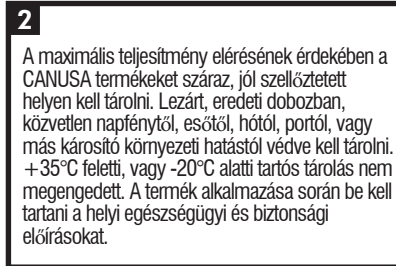 2
A maximális teljesítmény elérésének érdekében a
CANUSA termékeket száraz, jól szellőztetett
helyen kell tárolni. Lezárt, eredeti dobozban,
közvetlen napfénytől, esőtől, hótól, portól, vagy
más károsító környezeti hatástól védve kell tárolni.
+35°C feletti, vagy -20°C alatti tartós tárolás nem
megengedett. A termék alkalmazása során be kell
tartani a helyi egészségügyi és biztonsági
előírásokat.